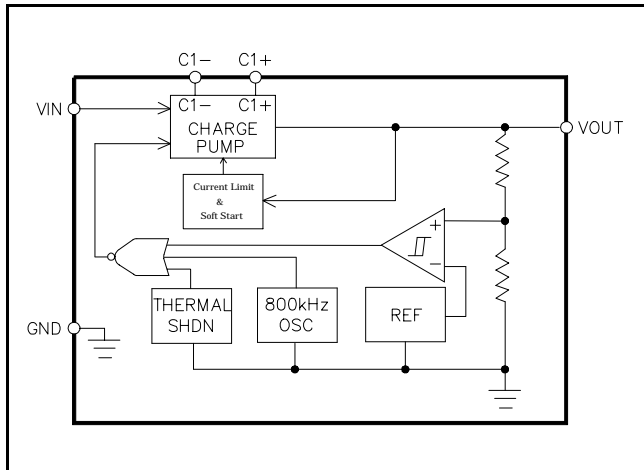 C1- C1+
VIN
C1- C1+
CHARGE
PUMP
VOUT
Current Limit
&
Soft Start
+
-
THERMAL
SHDN
800kHz
OSC
REF
GND